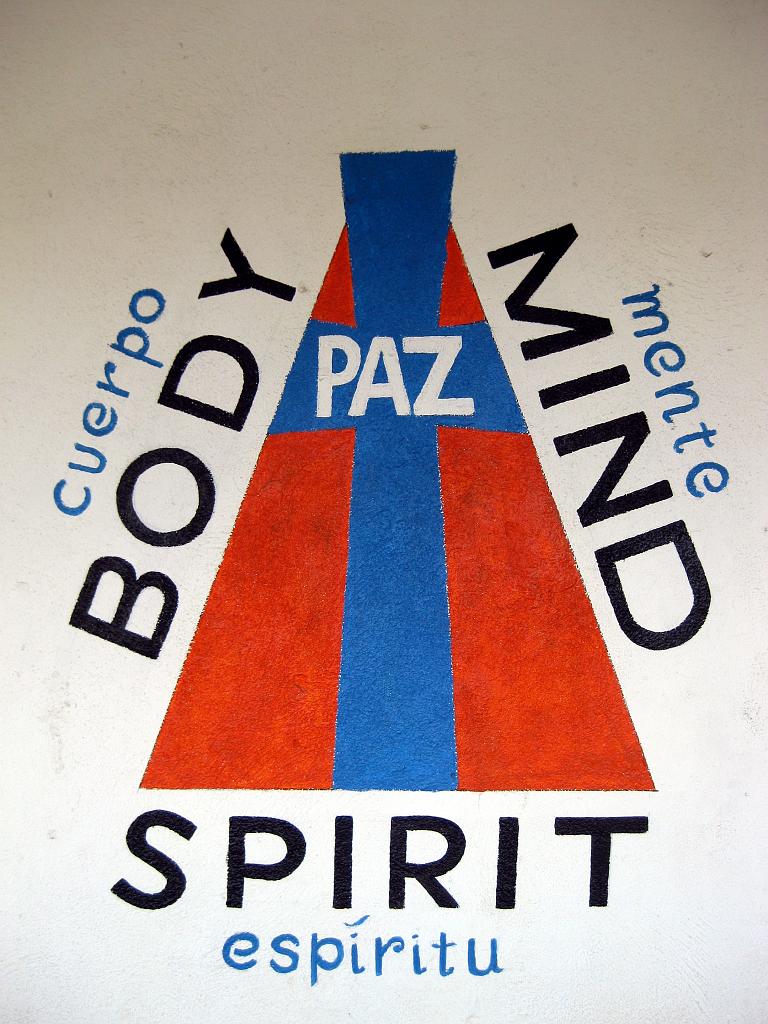 cuerpo
BODY
PAZ
MIND
mente
SPIRIT
espíritu